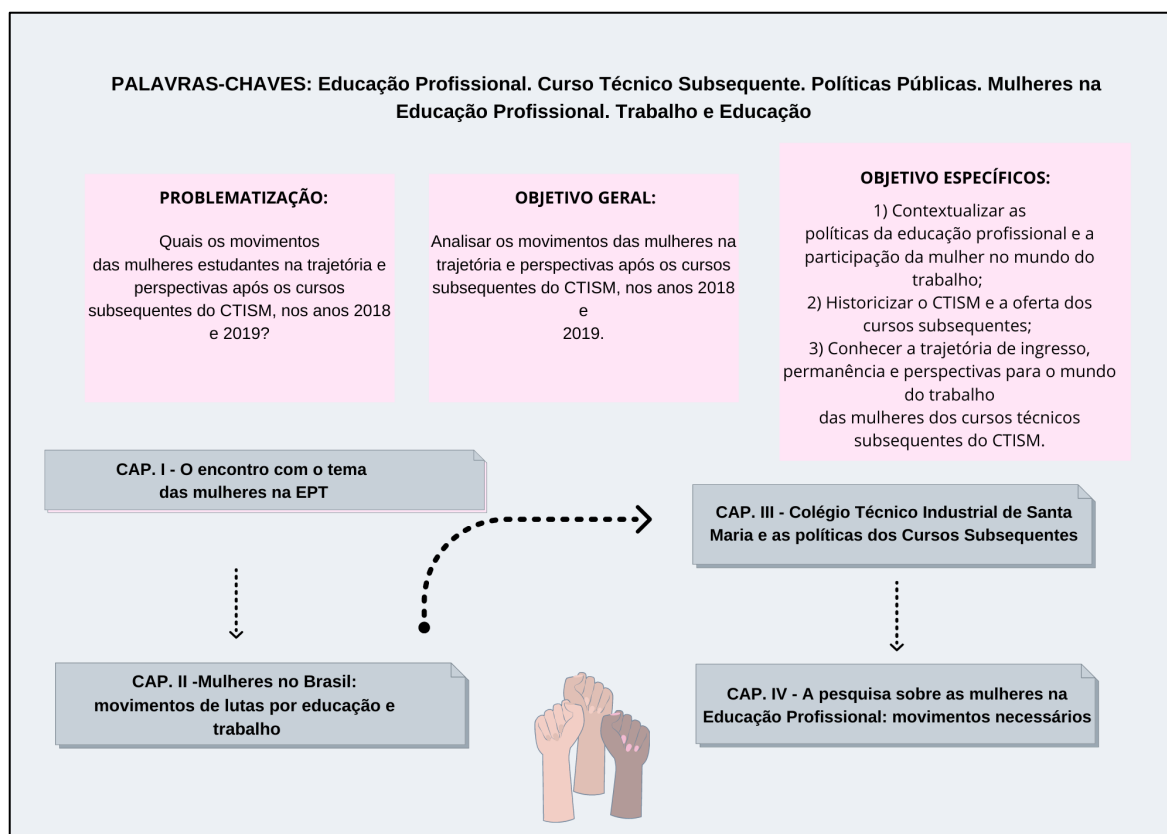 PALAVRAS-CHAVES: Educação Profissional. Curso Técnico Subsequente. Políticas Públicas. Mulheres na
Educação Profissional. Trabalho e Educação
PROBLEMATIZAÇÃO:
Quais os movimentos
das mulheres estudantes na trajetória e
perspectivas após os cursos
subsequentes do CTISM, nos anos 2018
e 2019?
OBJETIVO GERAL:
Analisar os movimentos das mulheres na
trajetória e perspectivas após os cursos
subsequentes do CTISM, nos anos 2018
e
2019.
OBJETIVO ESPECÍFICOS:
1) Contextualizar as
políticas da educação profissional e a
participação da mulher no mundo do
trabalho;
2) Historicizar o CTISM e a oferta dos
cursos subsequentes;
3) Conhecer a trajetória de ingresso,
permanência e perspectivas para o mundo
do trabalho
das mulheres dos cursos técnicos
subsequentes do CTISM.
CAP. I - O encontro com o tema
das mulheres na EPT
CAP. II -Mulheres no Brasil:
movimentos de lutas por educação e
trabalho
CAP. III - Colégio Técnico Industrial de Santa
Maria e as políticas dos Cursos Subsequentes
CAP. IV - A pesquisa sobre as mulheres na
Educação Profissional: movimentos necessários